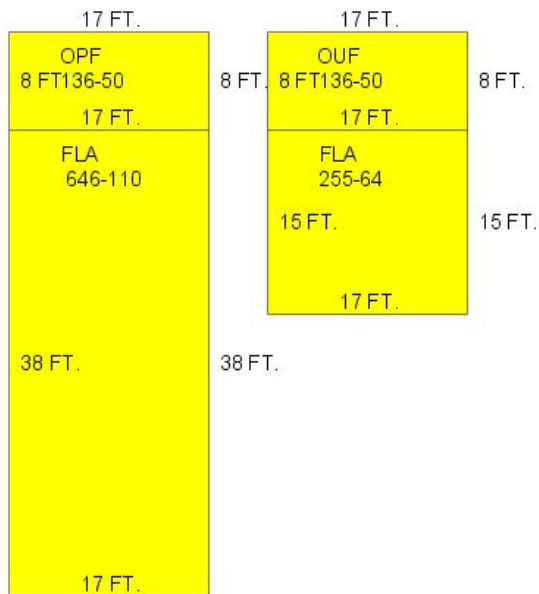 17 FT.
17 FT.
OPF
8 FT136-50
8 FT.
17 FT.
OUF
8 FT136-50
8 FT.
17 FT.
FLA
646-110
FLA
255-64
15 FT.
15 FT.
17 FT.
38 FT.
38 FT.
17 FT.